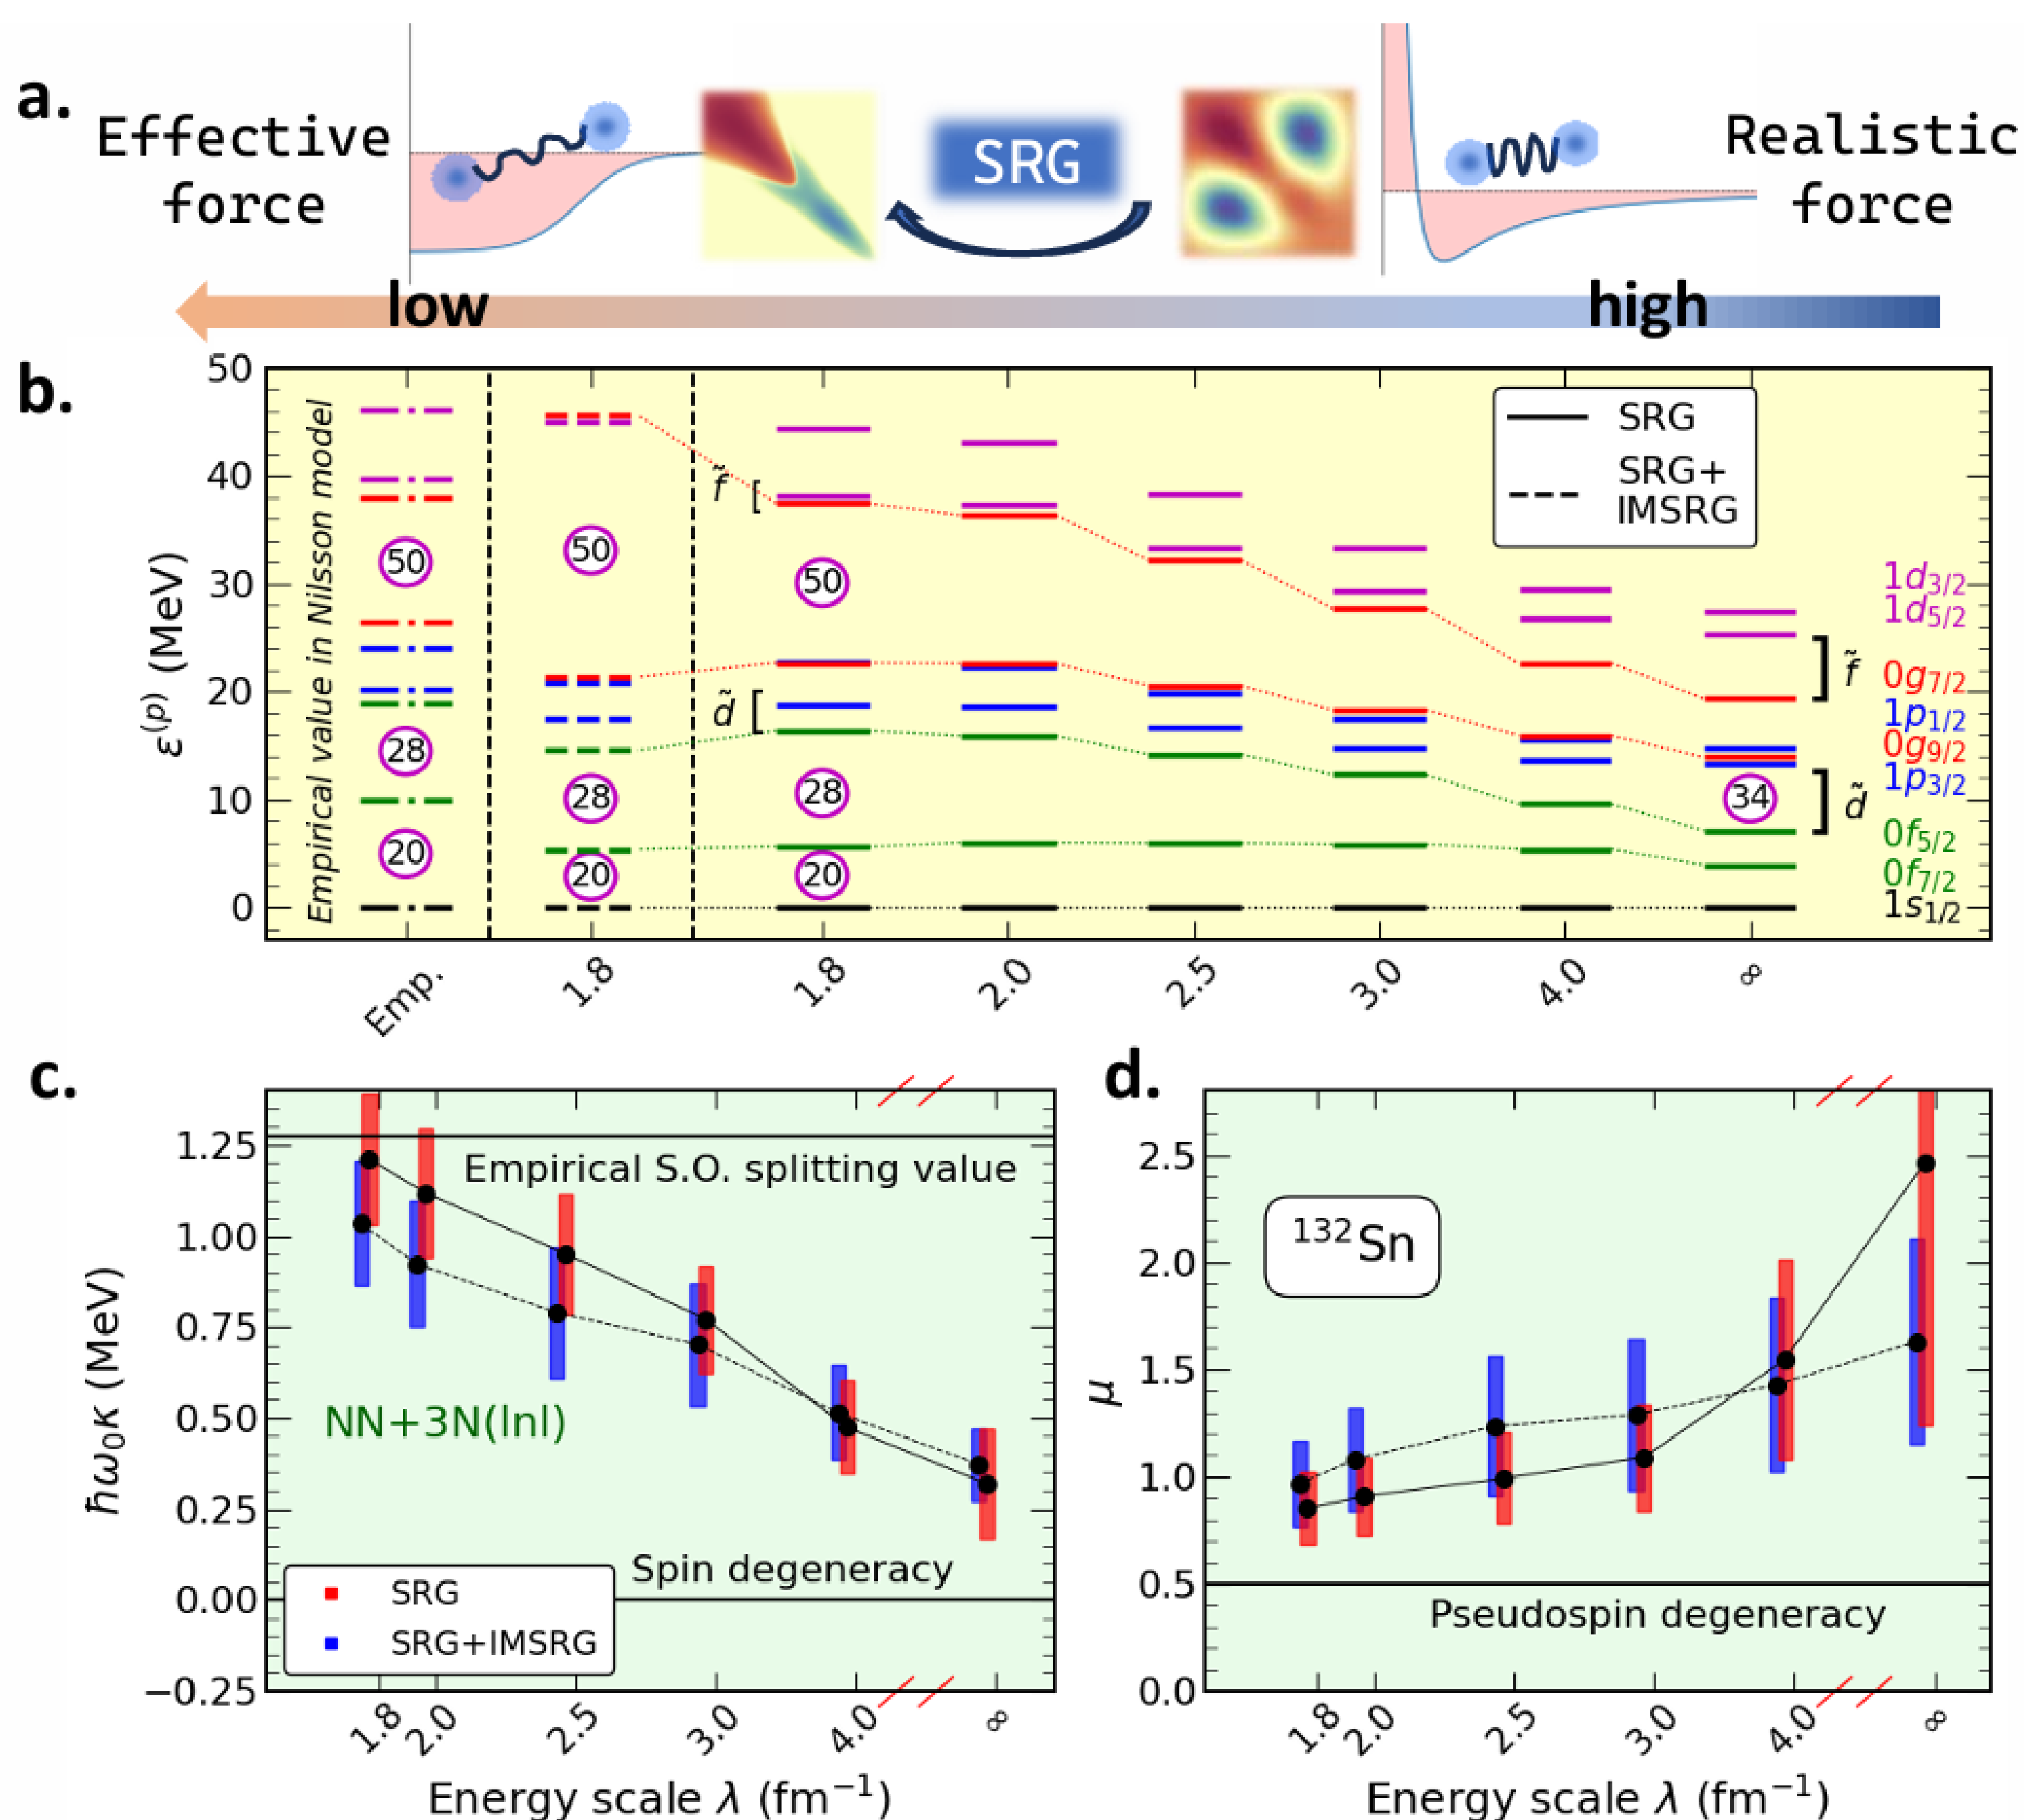 a.
Effective
force
SRG
Realistic
force
low
high
b.
50
40
30
20
10
0
ε⁽ᵖ⁾ (MeV)
Empirical value in Nilsson model
50
28
20
50
28
20
f̃ [
50
d̃ [
28
20
SRG
SRG+
IMSRG
34
] f̃
] d̃
1d₃/₂
1d₅/₂
0g₇/₂
1p₁/₂
0g₉/₂
1p₃/₂
0f₅/₂
0f₇/₂
1s₁/₂
Emp.
1.8
1.8
2.0
2.5
3.0
4.0
∞
c.
1.25
1.00
0.75
0.50
0.25
0.00
−0.25
ħω₀κ (MeV)
Empirical S.O. splitting value
NN+3N(lnl)
Spin degeneracy
SRG
SRG+IMSRG
1.8
2.0
2.5
3.0
4.0
∞
Energy scale λ (fm⁻¹)
d.
2.5
2.0
1.5
1.0
0.5
0.0
μ
¹³²Sn
Pseudospin degeneracy
1.8
2.0
2.5
3.0
4.0
∞
Energy scale λ (fm⁻¹)